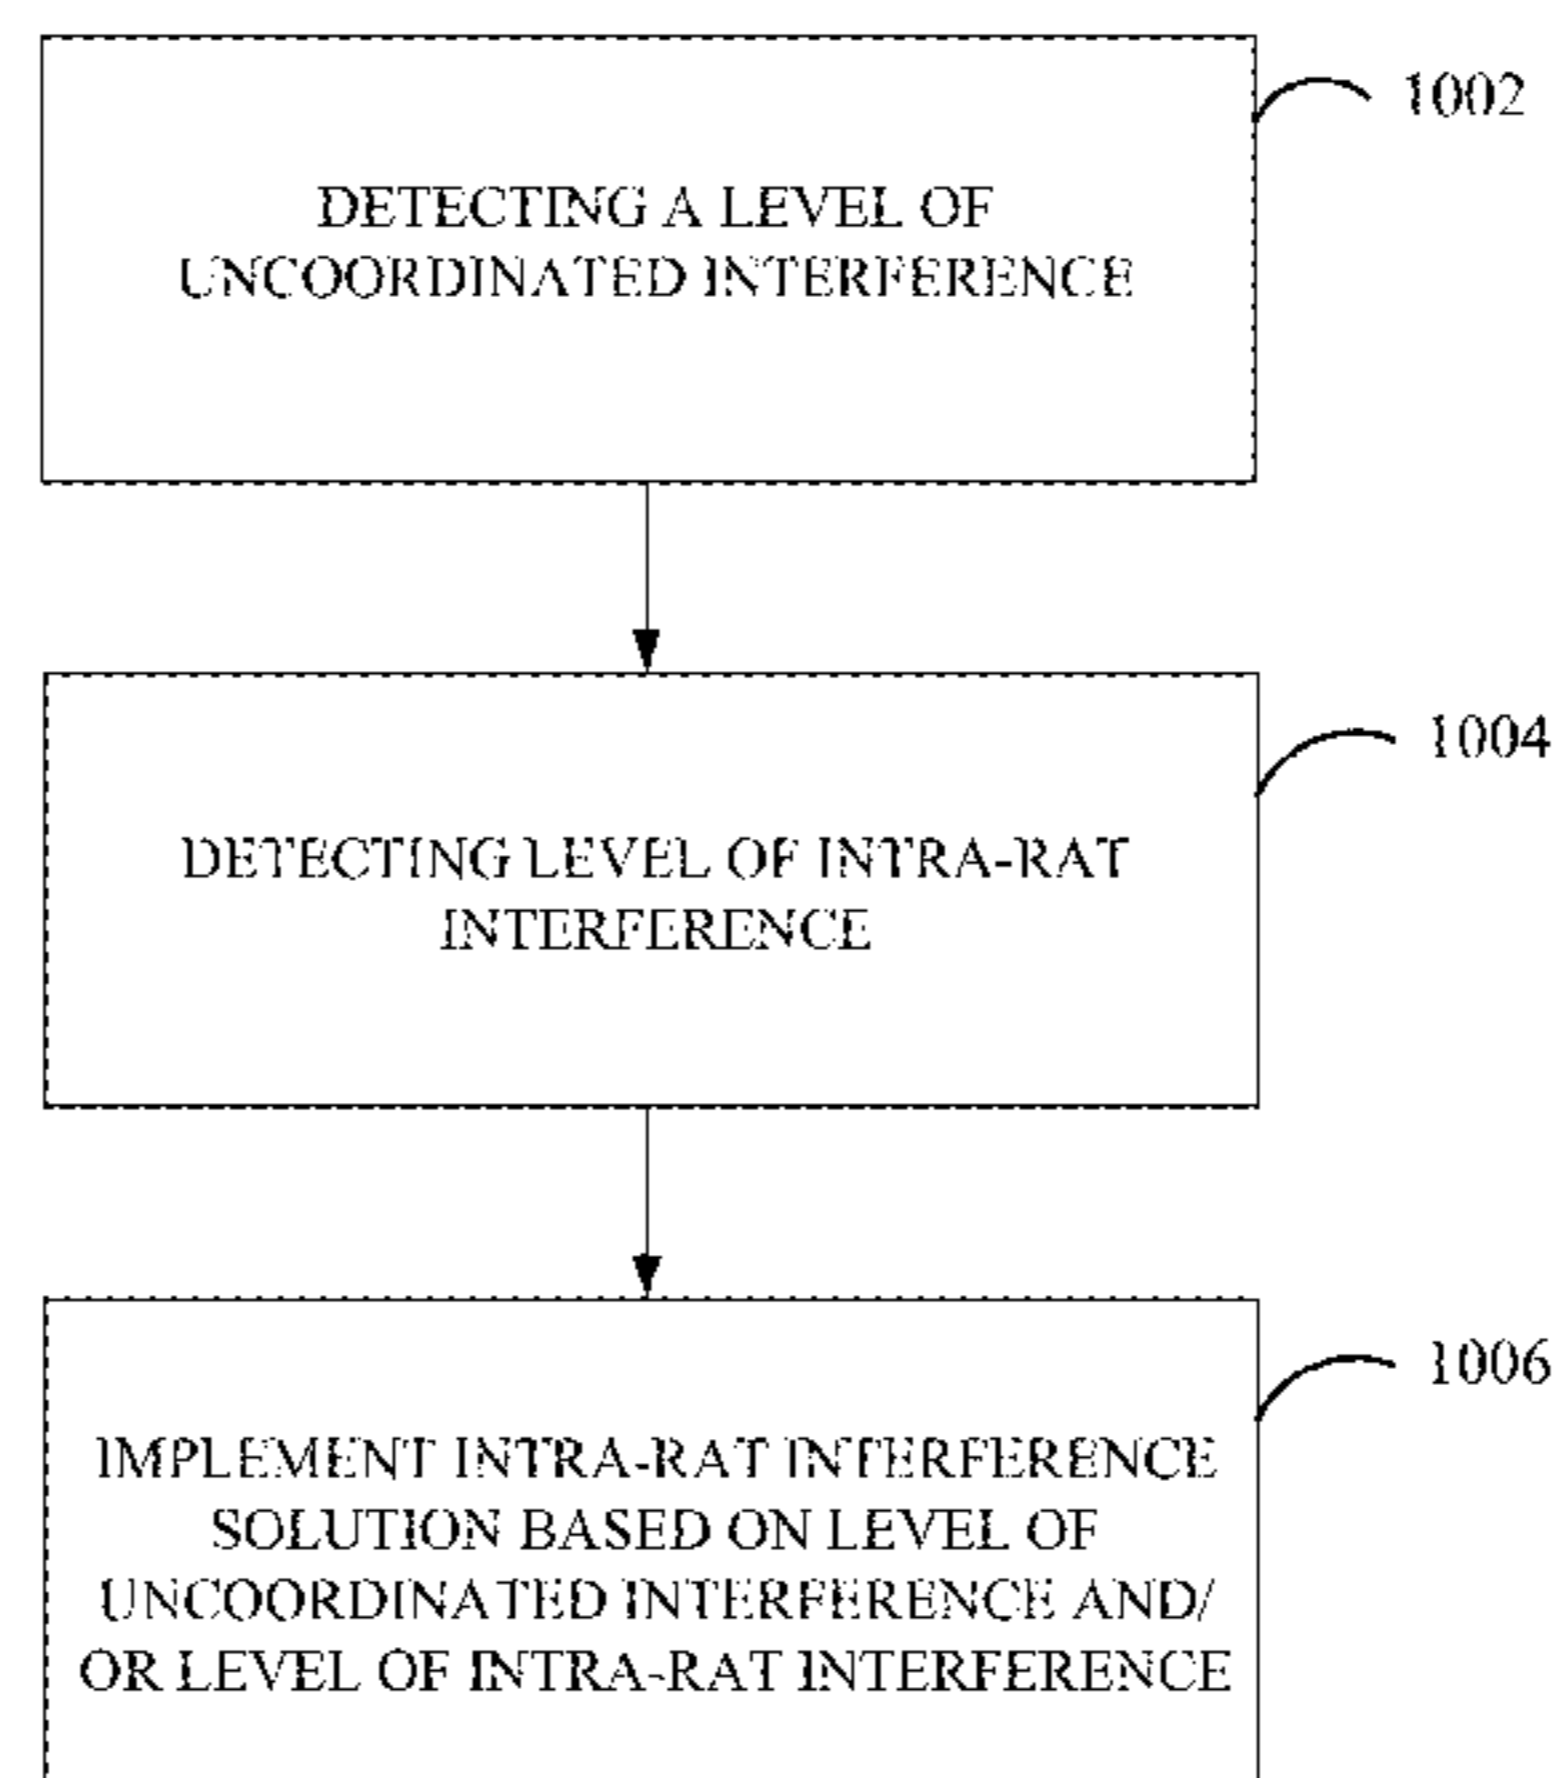 1002
DETECTING A LEVEL OF
UNCOORDINATED INTERFERENCE
1004
DETECTING LEVEL OF INTRA-RAT
INTERFERENCE
1006
IMPLEMENT INTRA-RAT INTERFERENCE
SOLUTION BASED ON LEVEL OF
UNCOORDINATED INTERFERENCE AND/
OR LEVEL OF INTRA-RAT INTERFERENCE